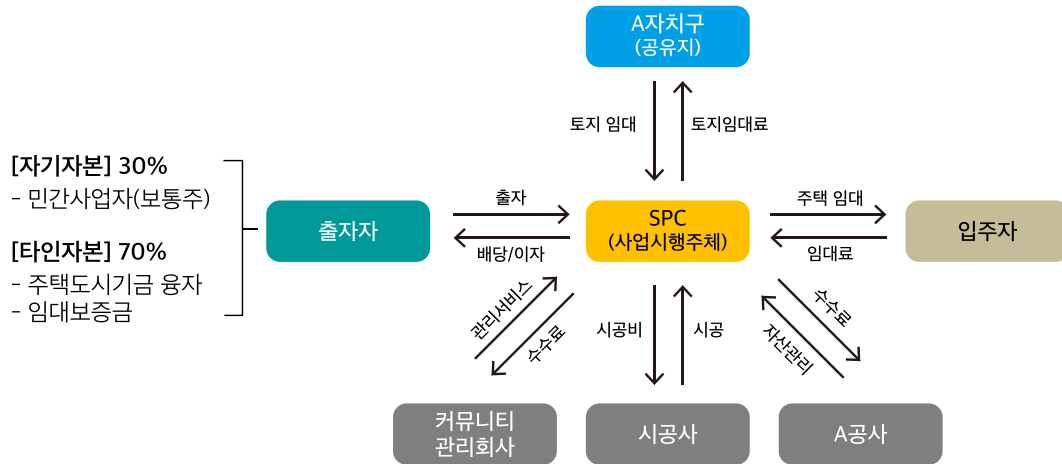 A자치구
(공유지)
토지 임대
토지임대료
[자기자본] 30%
- 민간사업자(보통주)
[타인자본] 70%
- 주택도시기금 융자
- 임대보증금
출자자
출자
배당/이자
SPC
(사업시행주체)
주택 임대
임대료
입주자
관리서비스
수수료
시공비
시공
수수료
자산관리
커뮤니티
관리회사
시공사
A공사